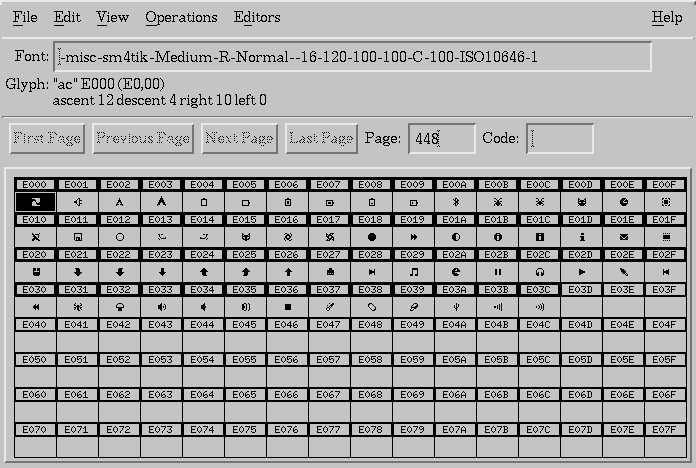 File Edit View Operations Editors Help
Font: -misc-sm4tik-Medium-R-Normal--16-120-100-100-C-100-ISO10646-1
Glyph: "ac" E000 (E0,00)
ascent 12 descent 4 right 10 left 0
First Page Previous Page Next Page Last Page Page: 448 Code:
E000 E001 E002 E003 E004 E005 E006 E007 E008 E009 E00A E00B E00C E00D E00E E00F
E010 E011 E012 E013 E014 E015 E016 E017 E018 E019 E01A E01B E01C E01D E01E E01F
E020 E021 E022 E023 E024 E025 E026 E027 E028 E029 E02A E02B E02C E02D E02E E02F
E030 E031 E032 E033 E034 E035 E036 E037 E038 E039 E03A E03B E03C E03D E03E E03F
E040 E041 E042 E043 E044 E045 E046 E047 E048 E049 E04A E04B E04C E04D E04E E04F
E050 E051 E052 E053 E054 E055 E056 E057 E058 E059 E05A E05B E05C E05D E05E E05F
E060 E061 E062 E063 E064 E065 E066 E067 E068 E069 E06A E06B E06C E06D E06E E06F
E070 E071 E072 E073 E074 E075 E076 E077 E078 E079 E07A E07B E07C E07D E07E E07F